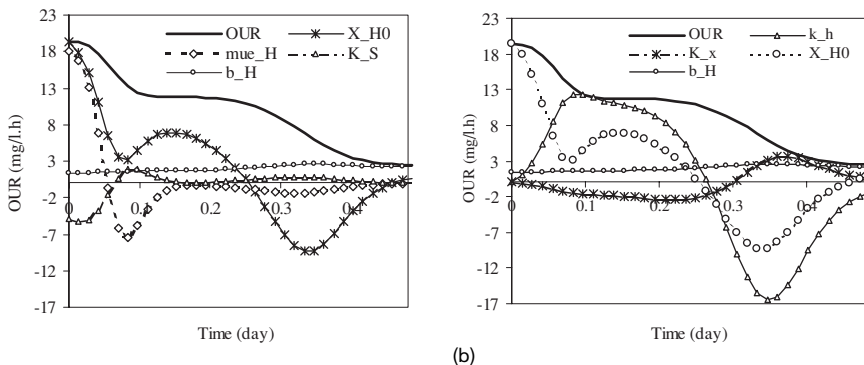 23
18
13
8
3
-2
-7
-12
-17
OUR (mg/l.h)
OUR
X_H0
mue_H
K_S
b_H
0
0.1
0.2
0.3
0.4
Time (day)
23
18
13
8
3
-2
-7
-12
-17
OUR (mg/l.h)
OUR
k_h
K_x
X_H0
b_H
0
0.1
0.2
0.3
0.4
Time (day)
(b)